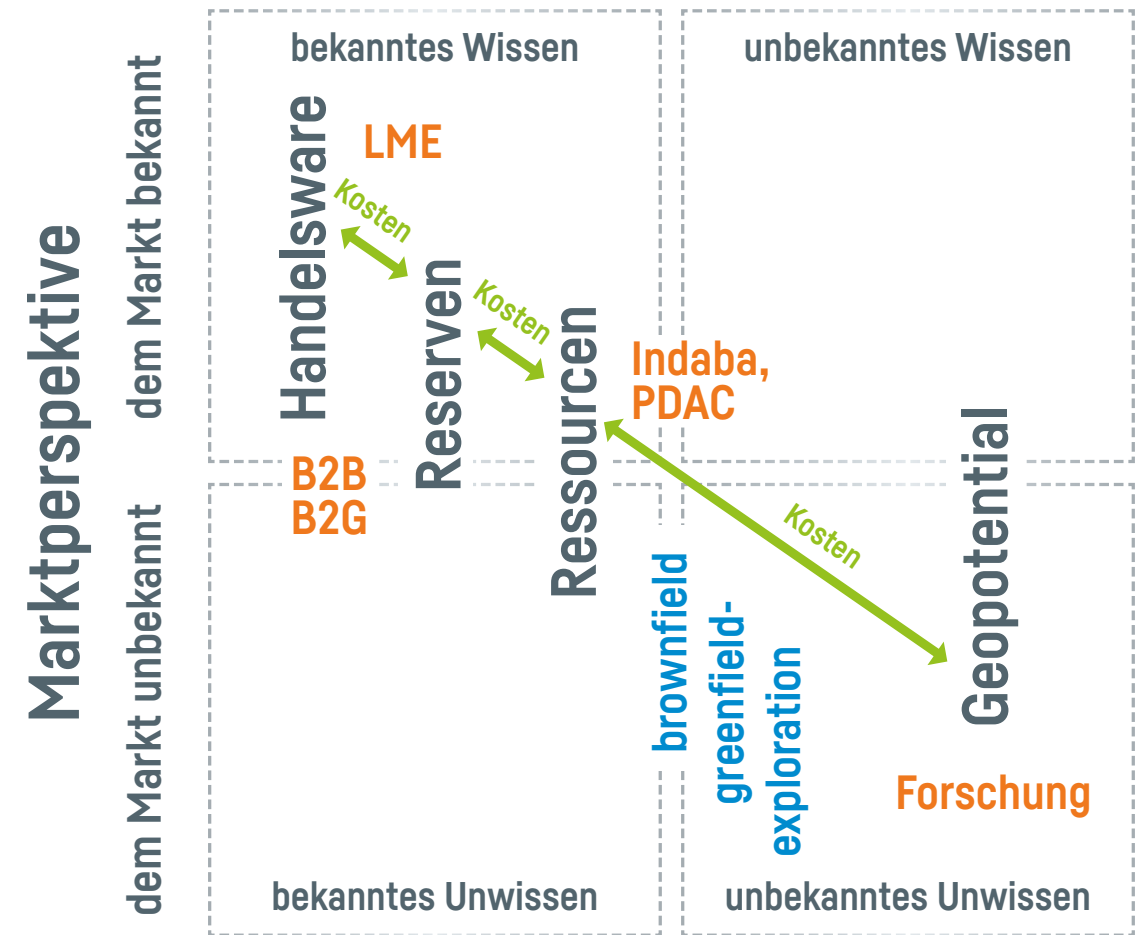 bekanntes Wissen
unbekanntes Wissen
Marktperspektive
dem Markt bekannt
dem Markt unbekannt
Handelsware
LME
Kosten
Reserven
Kosten
Ressourcen
Indaba,
PDAC
B2B
B2G
Kosten
Geopotential
brownfield
greenfield-
exploration
Forschung
bekanntes Unwissen
unbekanntes Unwissen